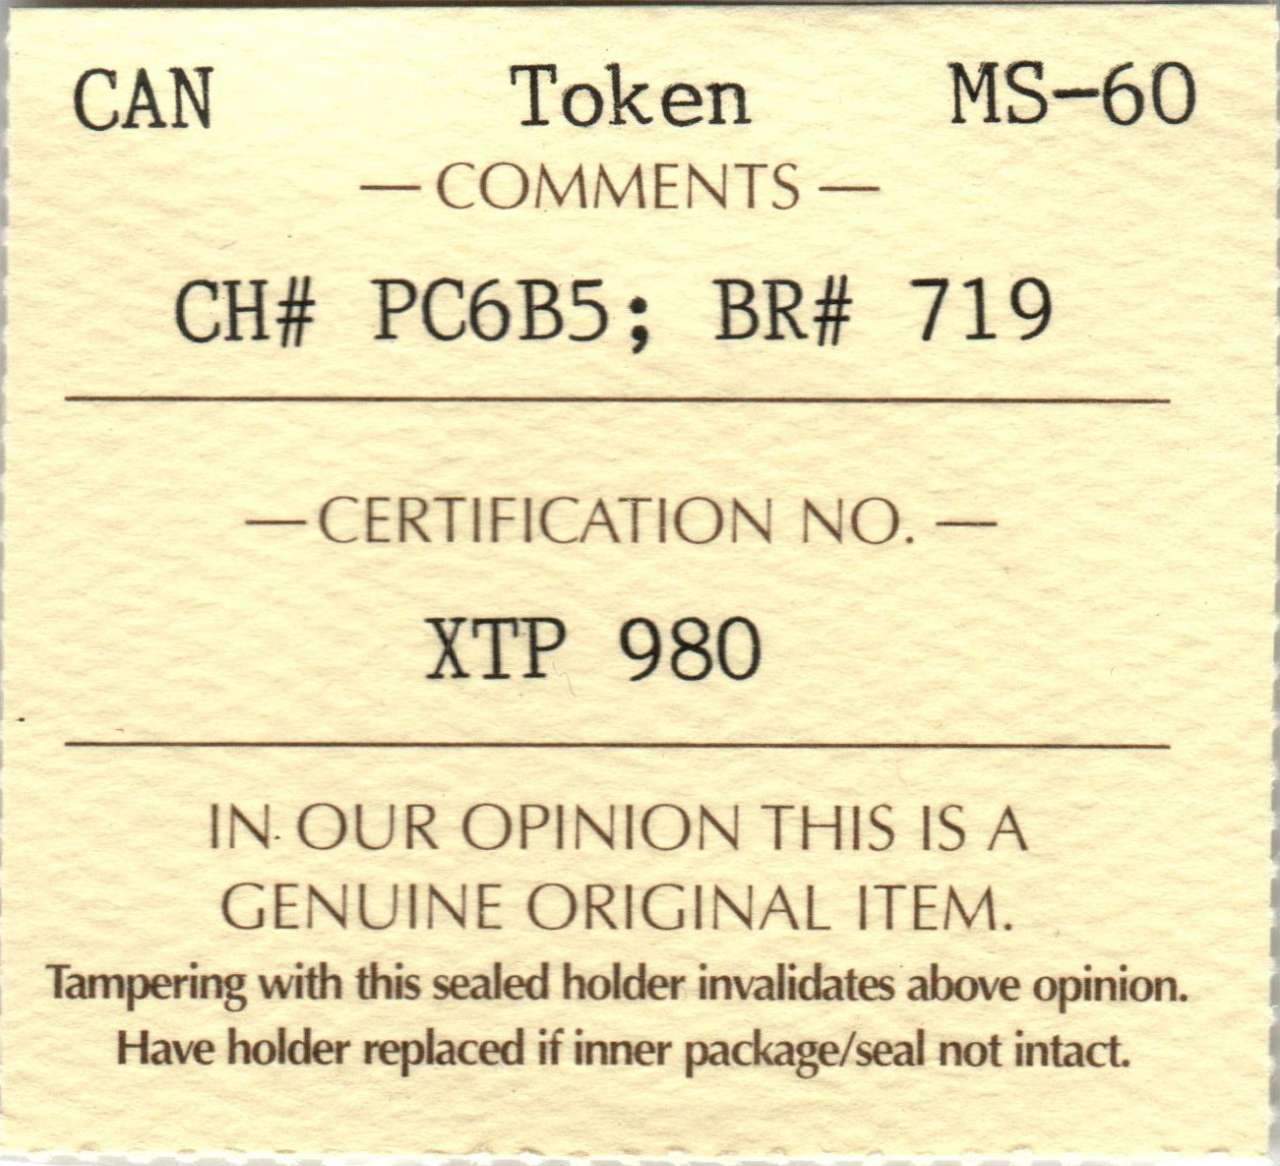 CAN Token MS-60
— COMMENTS —
CH# PC6B5; BR# 719
— CERTIFICATION NO. —
XTP 980
IN OUR OPINION THIS IS A
GENUINE ORIGINAL ITEM.
Tampering with this sealed holder invalidates above opinion.
Have holder replaced if inner package/seal not intact.